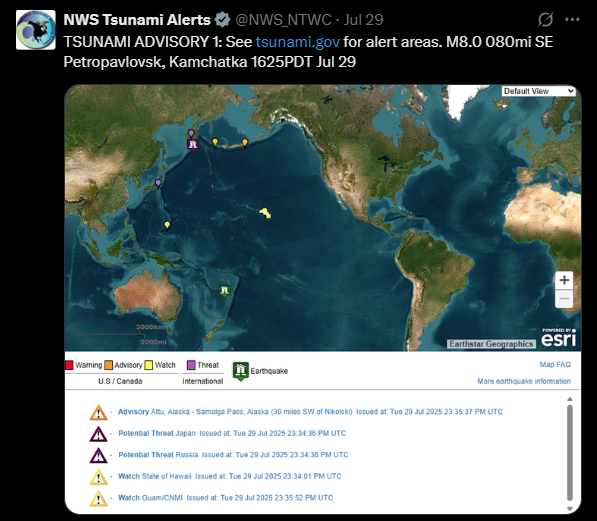 NWS Tsunami Alerts @NWS_NTWC · Jul 29
TSUNAMI ADVISORY 1: See tsunami.gov for alert areas. M8.0 080mi SE
Petropavlovsk, Kamchatka 1625PDT Jul 29
Default View
+
−
3000km
2000mi
POWERED BY
esri
Earthstar Geographics
Warning Advisory Watch Threat Earthquake
U.S / Canada International
Map FAQ
More earthquake information
- Advisory Attu, Alaska - Samalga Pass, Alaska (30 miles SW of Nikolski) Issued at: Tue 29 Jul 2025 23:35:37 PM UTC
- Potential Threat Japan Issued at: Tue 29 Jul 2025 23:34:36 PM UTC
- Potential Threat Russia Issued at: Tue 29 Jul 2025 23:34:36 PM UTC
- Watch State of Hawaii Issued at: Tue 29 Jul 2025 23:34:01 PM UTC
- Watch Guam/CNMI Issued at: Tue 29 Jul 2025 23:35:52 PM UTC